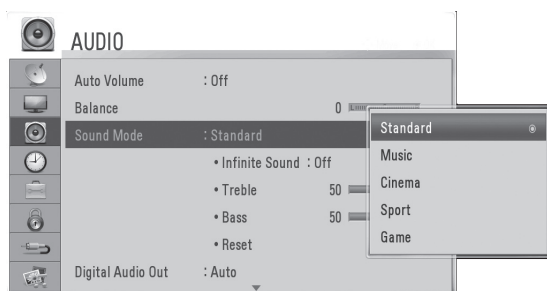 AUDIO
Auto Volume : Off
Balance 0 L
Sound Mode : Standard
• Infinite Sound : Off
• Treble 50
• Bass 50
• Reset
Digital Audio Out : Auto
Standard
Music
Cinema
Sport
Game